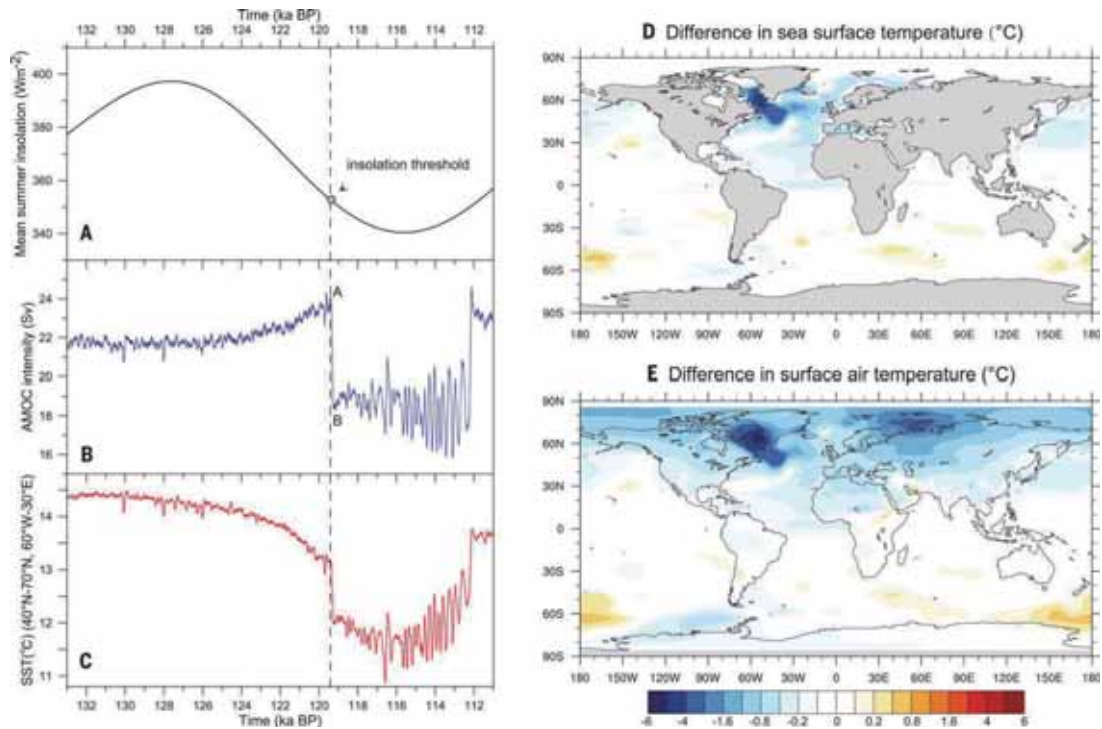 Time (ka BP)
132 130 128 126 124 122 120 118 116 114 112
Mean summer insolation (Wm^-2)
400
380
360
340
insolation threshold
A
AMOC intensity (Sv)
24
22
20
18
16
A
B
B
SST(°C) (40°N-70°N, 60°W-30°E)
14
13
12
11
C
132 130 128 126 124 122 120 118 116 114 112
Time (ka BP)
D Difference in sea surface temperature (°C)
90N
60N
30N
0
30S
60S
90S
180 150W 120W 90W 60W 30W 0 30E 60E 90E 120E 150E 180
E Difference in surface air temperature (°C)
90N
60N
30N
0
30S
60S
90S
180 150W 120W 90W 60W 30W 0 30E 60E 90E 120E 150E 180
-6 -4 -1.6 -0.8 -0.2 0 0.2 0.8 1.6 4 6